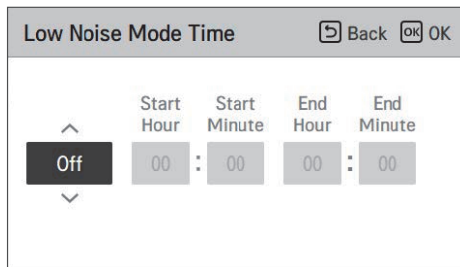 Low Noise Mode Time Back OK OK
Start Hour Start Minute End Hour End Minute
Off 00 : 00 00 : 00